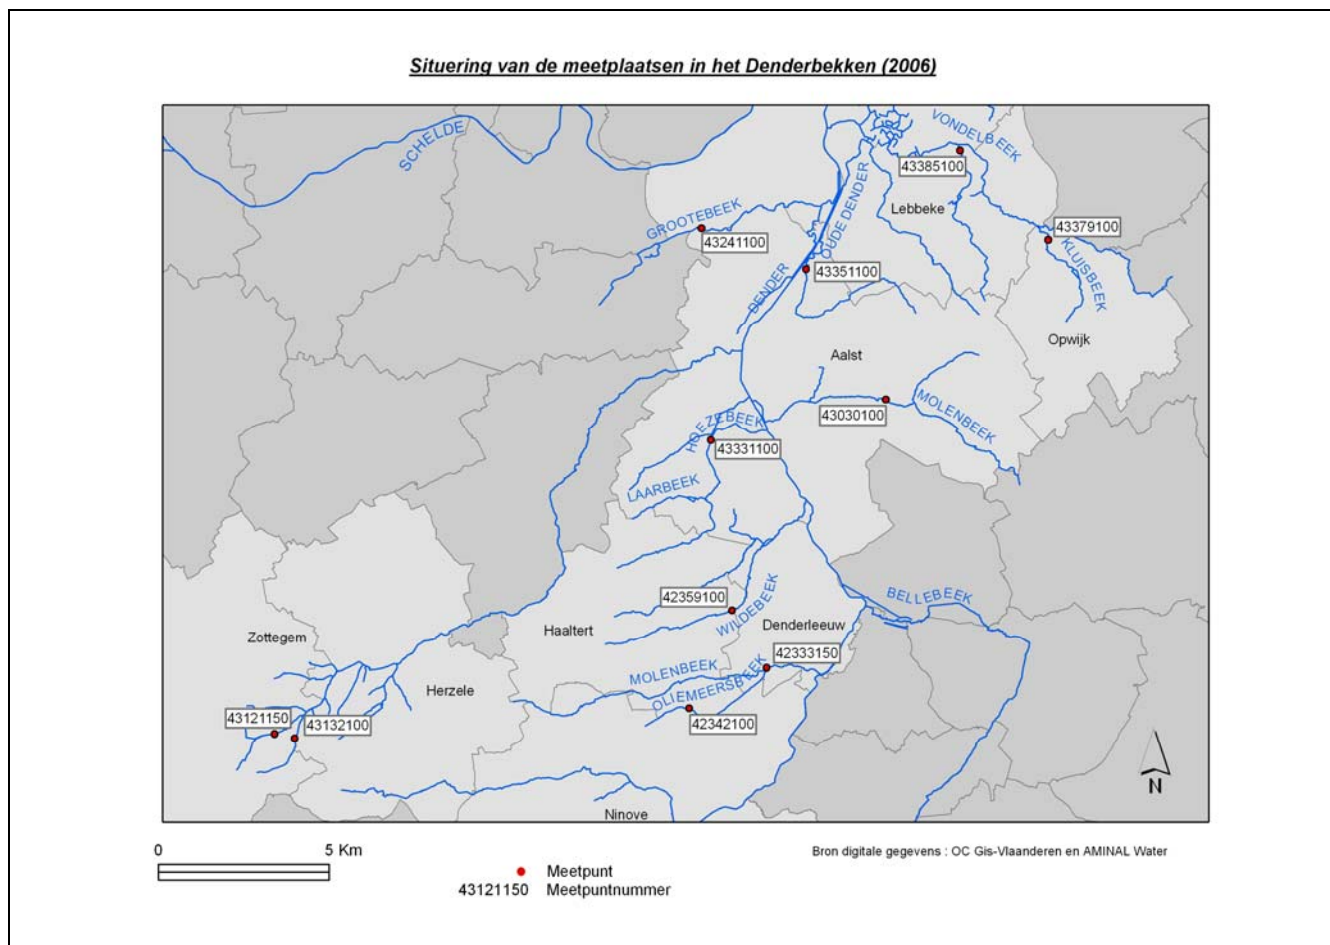 Situering van de meetplaatsen in het Denderbekken (2006)
SCHELDE
VONDELBEEK
43385100
Lebbeke
GROOTEBEEK
43241100
OUDE DENDER
43379100
KLUISBEEK
43351100
DENDER
Opwijk
Aalst
MOLENBEEK
43030100
HOEZEBEEK
43331100
LAARBEEK
42359100
WILDEBEEK
BELLEBEEK
Haaltert
Denderleeuw
Zottegem
42333150
MOLENBEEK
OLIEMEERSBEEK
Herzele
43121150
43132100
42342100
Ninove
N
0 5 Km
Bron digitale gegevens : OC Gis-Vlaanderen en AMINAL Water
Meetpunt
43121150 Meetpuntnummer